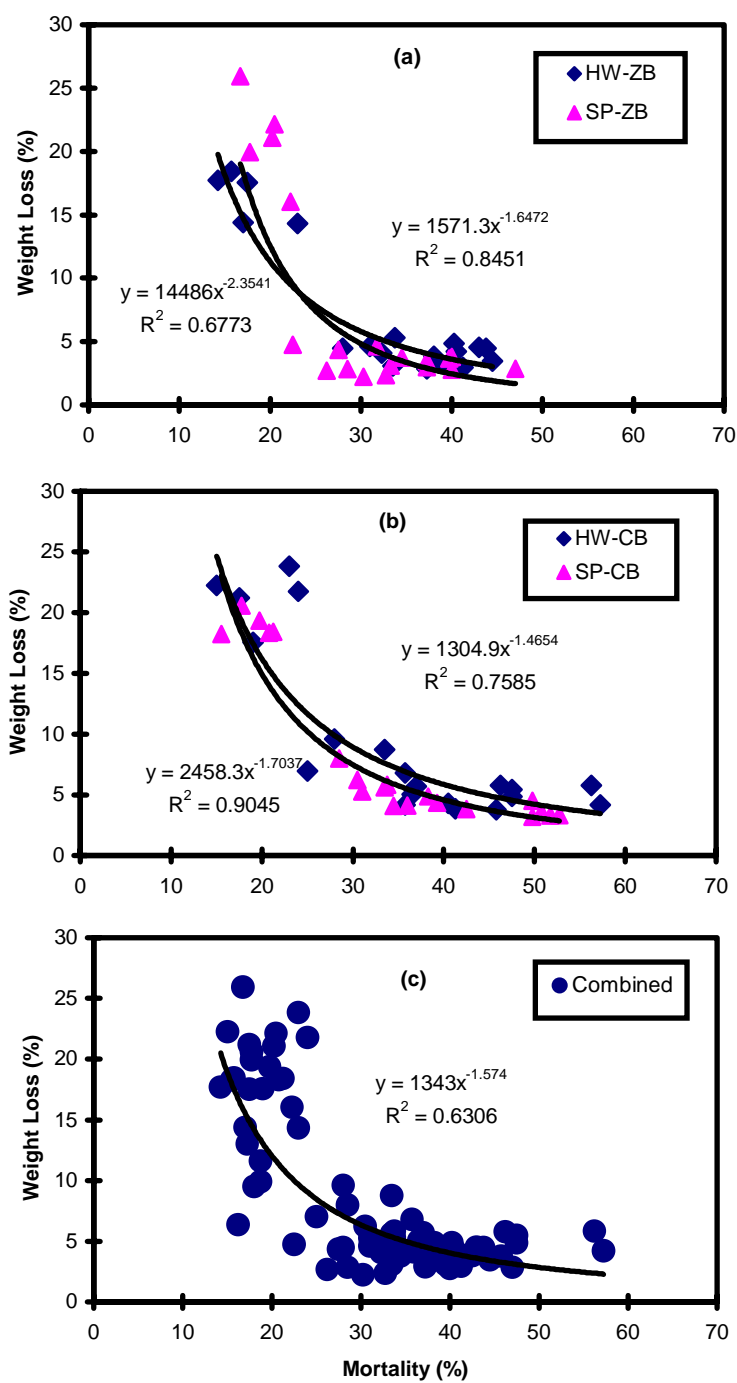 (a)
HW-ZB
SP-ZB
y = 1571.3x^-1.6472
R² = 0.8451
y = 14486x^-2.3541
R² = 0.6773
Weight Loss (%)
30
25
20
15
10
5
0
0 10 20 30 40 50 60 70
(b)
HW-CB
SP-CB
y = 1304.9x^-1.4654
R² = 0.7585
y = 2458.3x^-1.7037
R² = 0.9045
Weight Loss (%)
30
25
20
15
10
5
0
0 10 20 30 40 50 60 70
(c)
Combined
y = 1343x^-1.574
R² = 0.6306
Weight Loss (%)
30
25
20
15
10
5
0
0 10 20 30 40 50 60 70
Mortality (%)